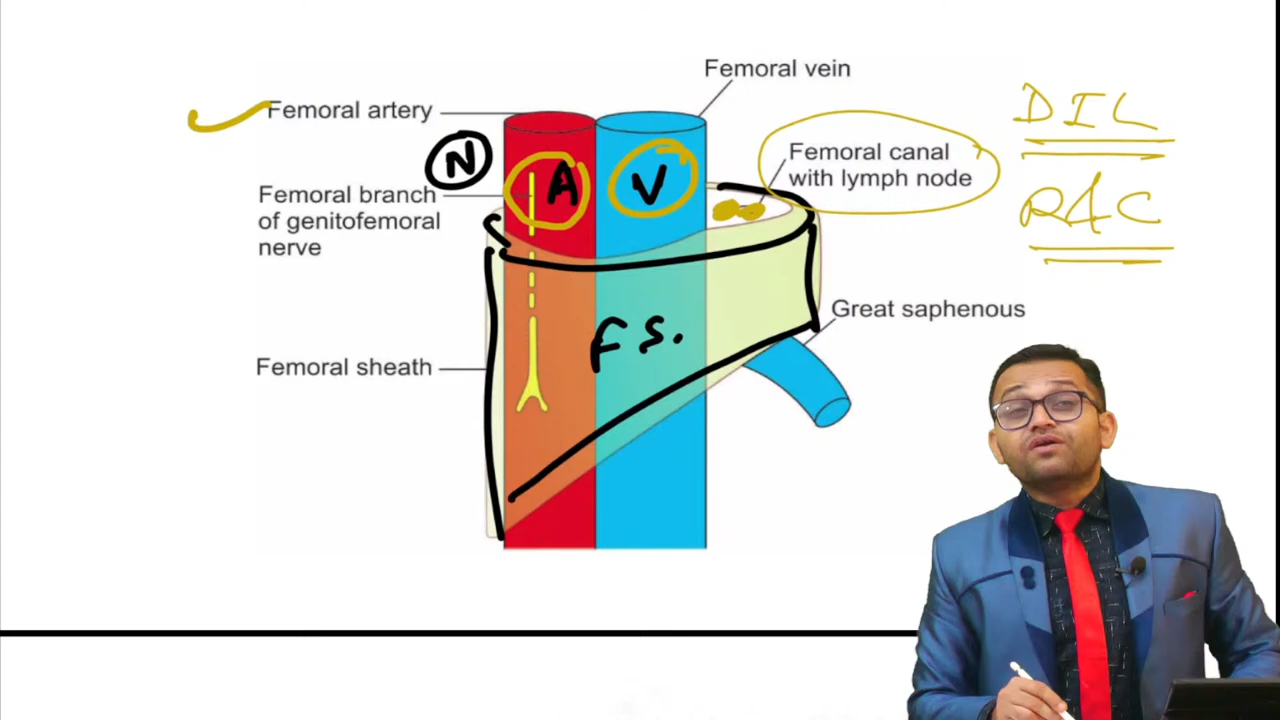 Femoral vein
Femoral artery
DIL
N
A
V
Femoral canal
with lymph node
Femoral branch
of genitofemoral
nerve
RAC
Great saphenous
FS.
Femoral sheath